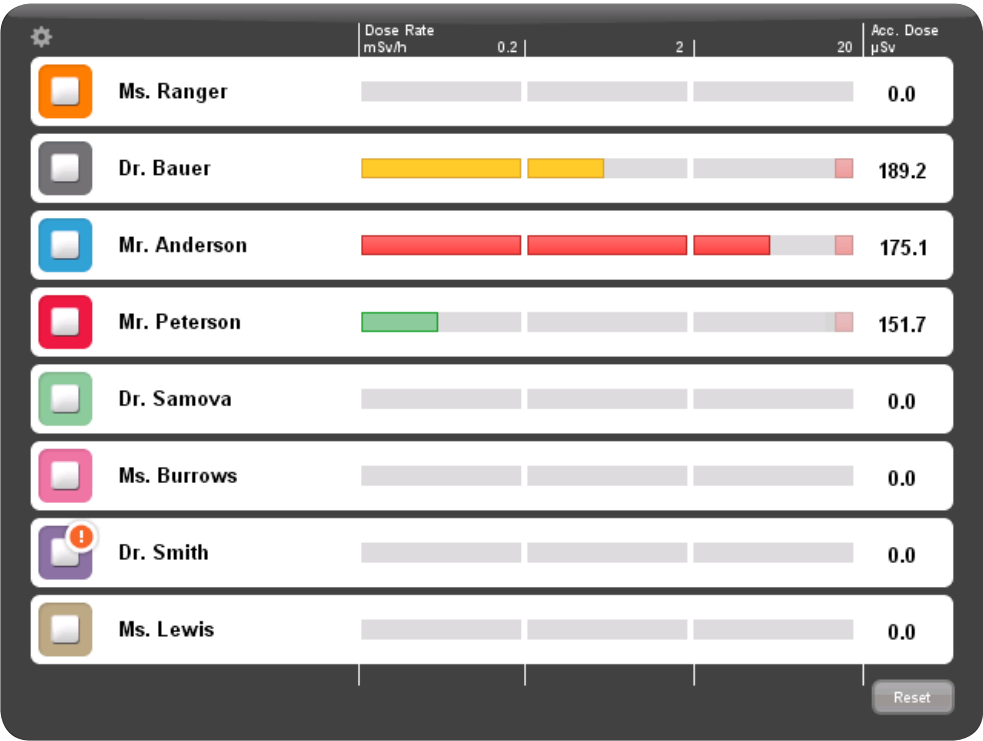 Dose Rate
mSv/h 0.2 2 20
Acc. Dose
µSv
Ms. Ranger 0.0
Dr. Bauer 189.2
Mr. Anderson 175.1
Mr. Peterson 151.7
Dr. Samova 0.0
Ms. Burrows 0.0
!
Dr. Smith 0.0
Ms. Lewis 0.0
Reset